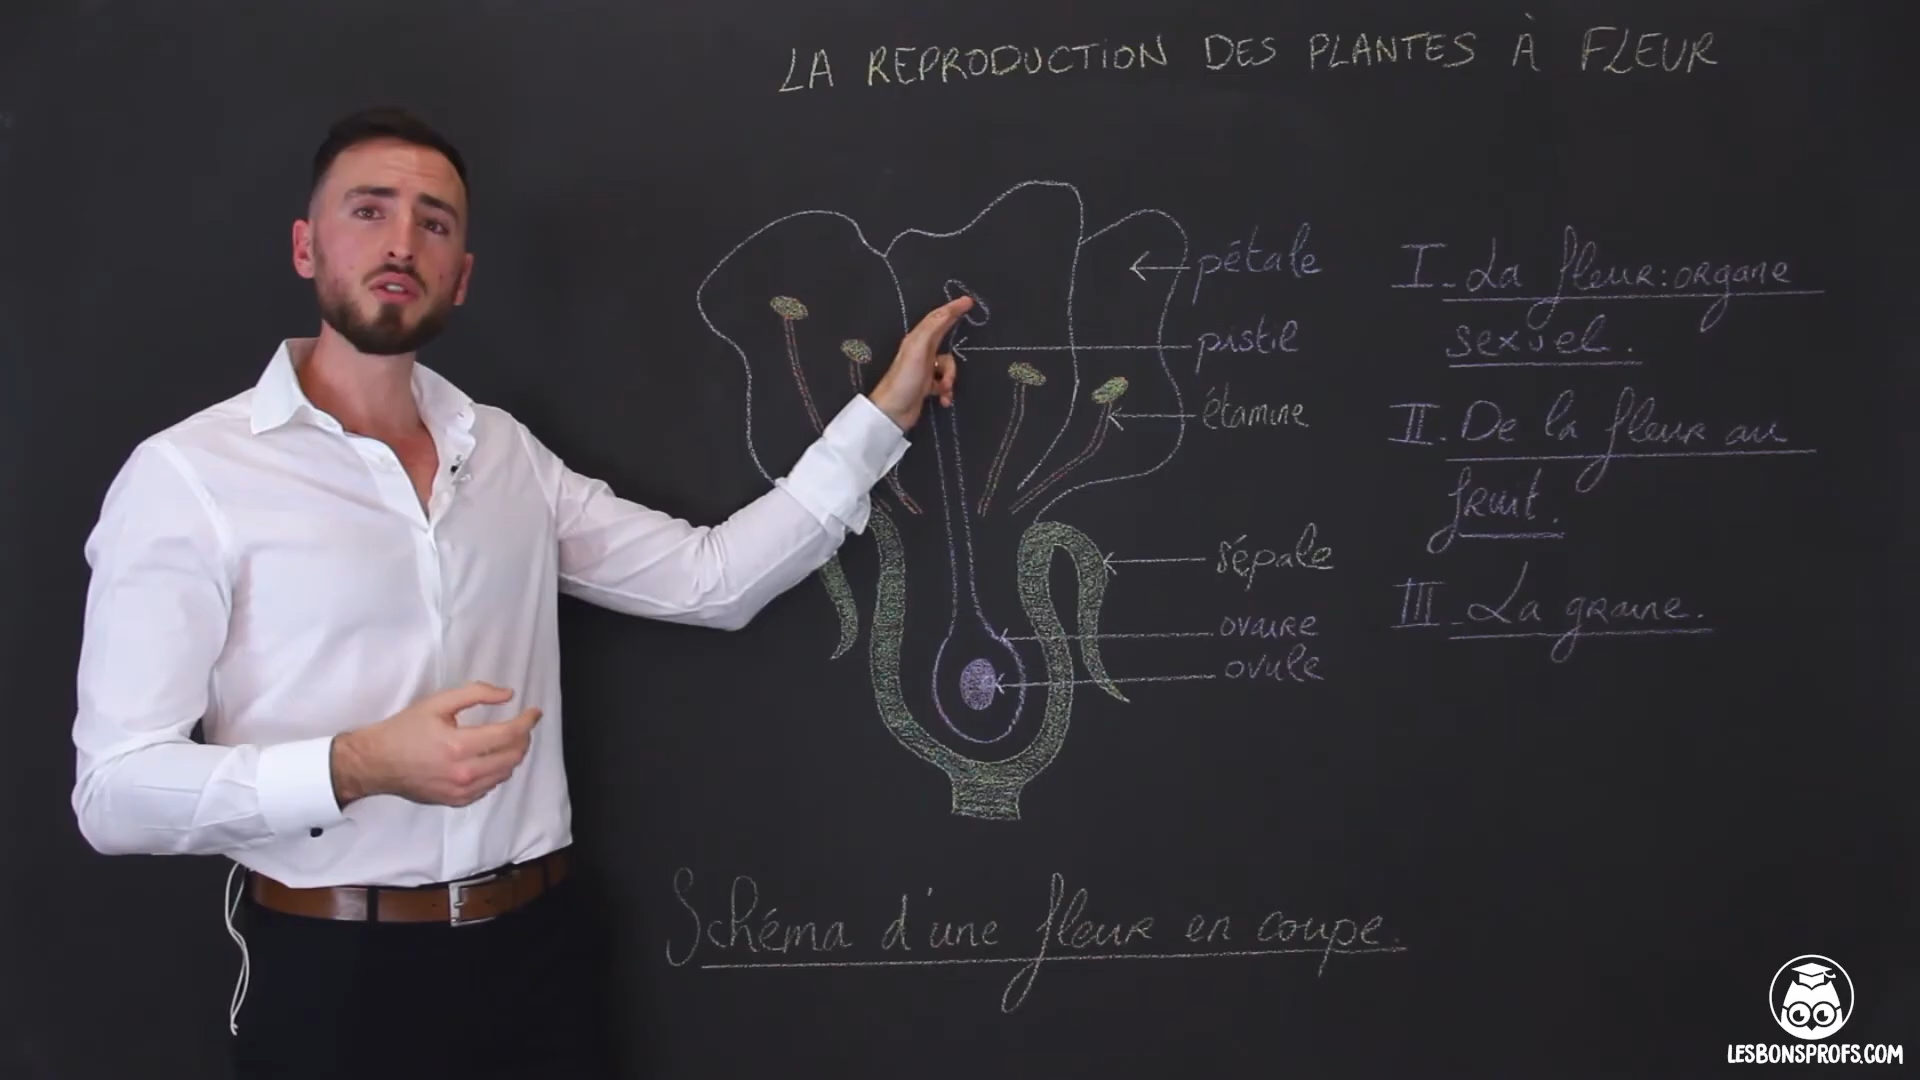 LA REPRODUCTION DES PLANTES À FLEUR
pétale
pistil
étamine
sépale
ovaire
ovule
I. La fleur : organe
sexuel.
II. De la fleur au
fruit.
III. La graine.
Schéma d'une fleur en coupe.
LESBONSPROFS.COM